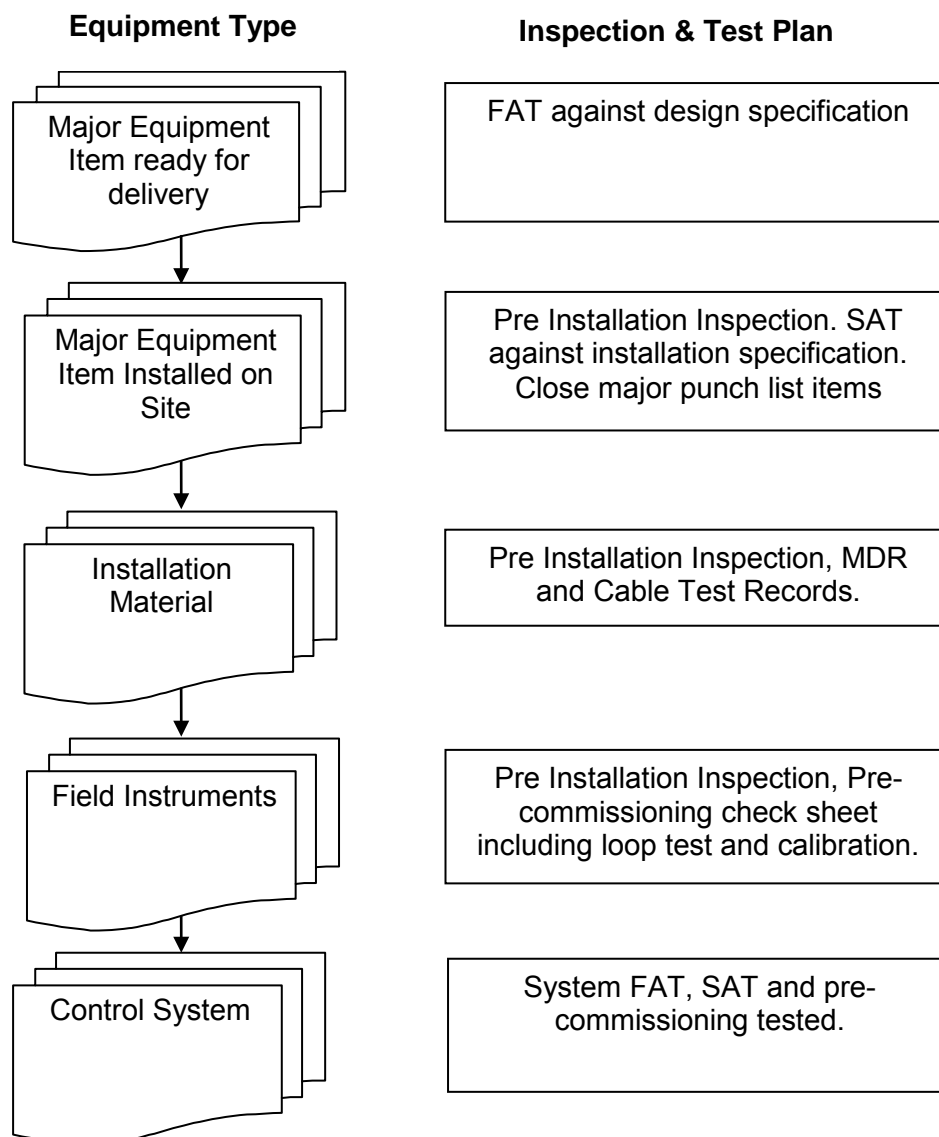 Equipment Type
Inspection & Test Plan
Major Equipment
Item ready for
delivery
FAT against design specification
Major Equipment
Item Installed on
Site
Pre Installation Inspection. SAT
against installation specification.
Close major punch list items
Installation
Material
Pre Installation Inspection, MDR
and Cable Test Records.
Field Instruments
Pre Installation Inspection, Pre-
commissioning check sheet
including loop test and calibration.
Control System
System FAT, SAT and pre-
commissioning tested.